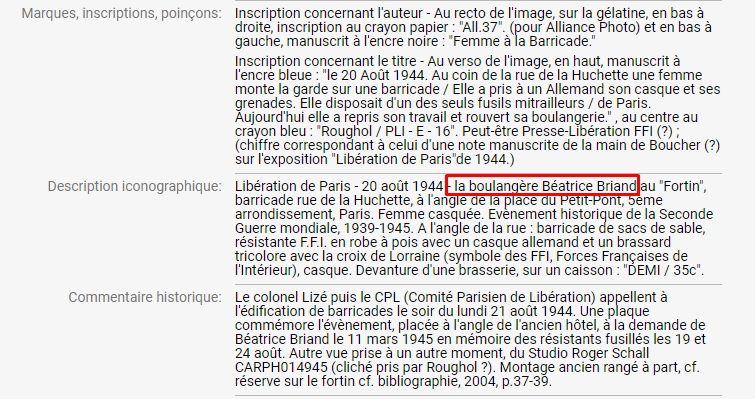 Marques, inscriptions, poinçons:
Inscription concernant l'auteur - Au recto de l'image, sur la gélatine, en bas à
droite, inscription au crayon papier : "All.37". (pour Alliance Photo) et en bas à
gauche, manuscrit à l'encre noire : "Femme à la Barricade."
Inscription concernant le titre - Au verso de l'image, en haut, manuscrit à
l'encre bleue : "le 20 Août 1944. Au coin de la rue de la Huchette une femme
monte la garde sur une barricade / Elle a pris à un Allemand son casque et ses
grenades. Elle disposait d'un des seuls fusils mitrailleurs / de Paris.
Aujourd'hui elle a repris son travail et rouvert sa boulangerie." , au centre au
crayon bleu : "Roughol / PLI - E - 16". Peut-être Presse-Libération FFI (?) ;
(chiffre correspondant à celui d'une note manuscrite de la main de Boucher (?)
sur l'exposition "Libération de Paris"de 1944.)
Description iconographique:
Libération de Paris - 20 août 1944 - la boulangère Béatrice Briand au "Fortin",
barricade rue de la Huchette, à l'angle de la place du Petit-Pont, 5ème
arrondissement, Paris. Femme casquée. Evènement historique de la Seconde
Guerre mondiale, 1939-1945. A l'angle de la rue : barricade de sacs de sable,
résistante F.F.I. en robe à pois avec un casque allemand et un brassard
tricolore avec la croix de Lorraine (symbole des FFI, Forces Françaises de
l'Intérieur), casque. Devanture d'une brasserie, sur un caisson : "DEMI / 35c".
Commentaire historique:
Le colonel Lizé puis le CPL (Comité Parisien de Libération) appellent à
l'édification de barricades le soir du lundi 21 août 1944. Une plaque
commémore l'évènement, placée à l'angle de l'ancien hôtel, à la demande de
Béatrice Briand le 11 mars 1945 en mémoire des résistants fusillés les 19 et
24 août. Autre vue prise à un autre moment, du Studio Roger Schall
CARPH014945 (cliché pris par Roughol ?). Montage ancien rangé à part, cf.
réserve sur le fortin cf. bibliographie, 2004, p.37-39.